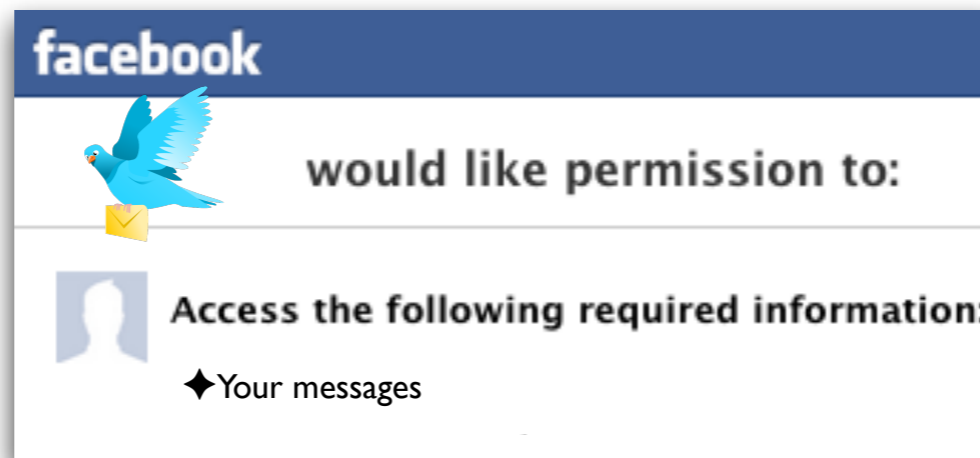 facebook
would like permission to:
Access the following required information:
✦Your messages